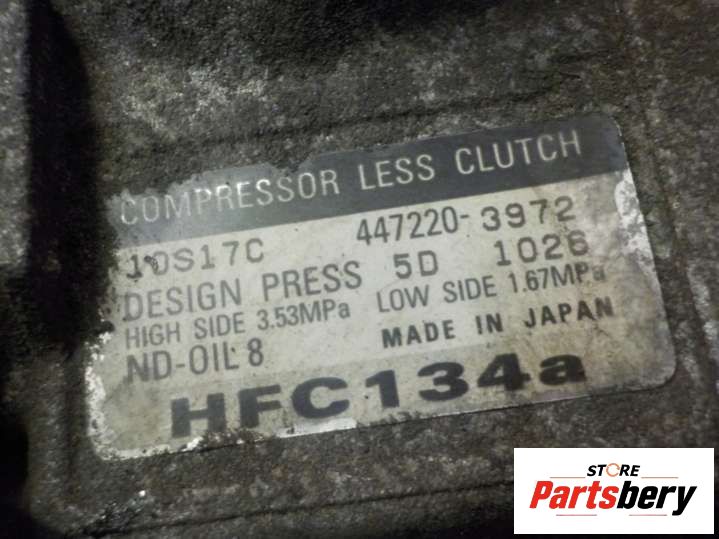 COMPRESSOR LESS CLUTCH
10S17C 447220-3972
DESIGN PRESS 5D 1026
HIGH SIDE 3.53MPa LOW SIDE 1.67MPa
ND-OIL 8 MADE IN JAPAN
HFC134a
STORE
Partsbery